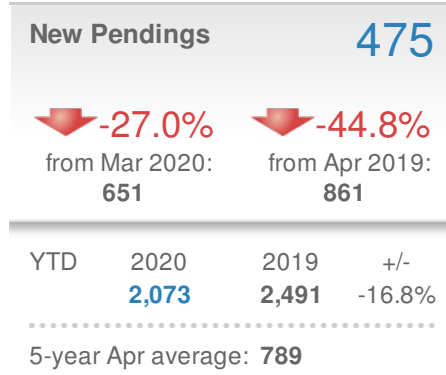 New Pendings 475
-27.0% -44.8%
from Mar 2020: from Apr 2019:
651 861
YTD 2020 2019 +/-
2,073 2,491 -16.8%
5-year Apr average: 789